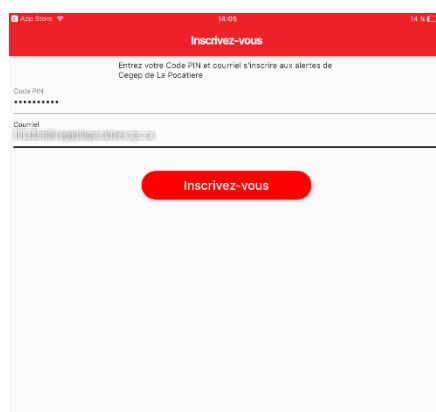 App Store 14:05 14 %
Inscrivez-vous
Entrez votre Code PIN et courriel s'inscrire aux alertes de
Cegep de La Pocatiere
Code PIN
••••••••••
Courriel
Inscrivez-vous